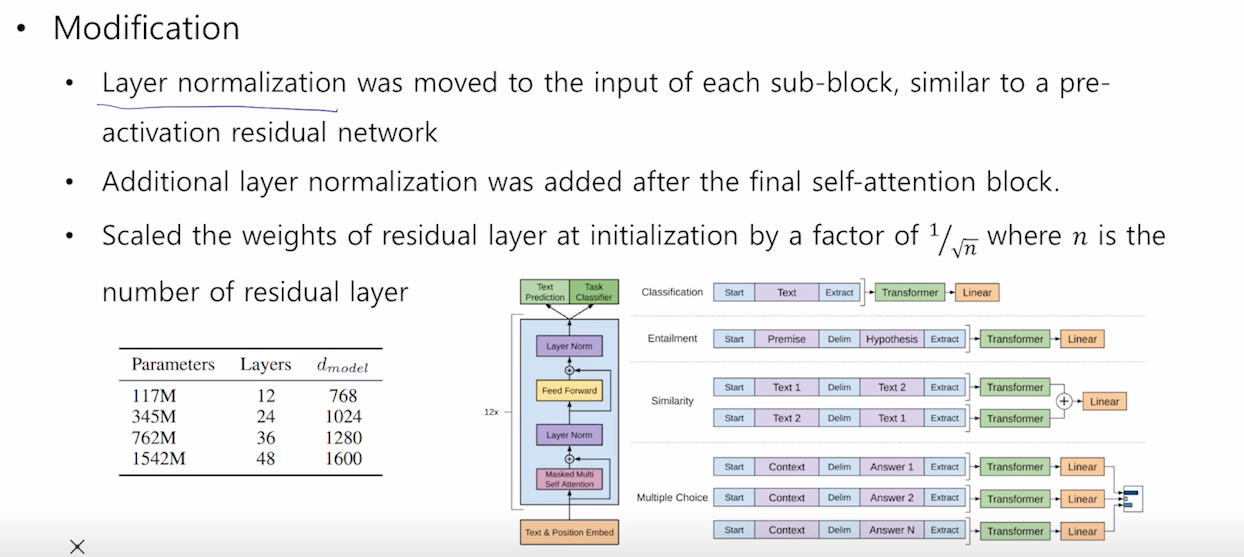 • Modification
• Layer normalization was moved to the input of each sub-block, similar to a pre-
activation residual network
• Additional layer normalization was added after the final self-attention block.
• Scaled the weights of residual layer at initialization by a factor of 1/√n where n is the
number of residual layer
Parameters Layers d_model
117M 12 768
345M 24 1024
762M 36 1280
1542M 48 1600
Text Prediction Task Classifier
Layer Norm
Feed Forward
12x
Layer Norm
Masked Multi
Self Attention
Text & Position Embed
Classification Start Text Extract Transformer Linear
Entailment Start Premise Delim Hypothesis Extract Transformer Linear
Similarity
Start Text 1 Delim Text 2 Extract Transformer
+ Linear
Start Text 2 Delim Text 1 Extract Transformer
Multiple Choice
Start Context Delim Answer 1 Extract Transformer Linear
Start Context Delim Answer 2 Extract Transformer Linear
Start Context Delim Answer N Extract Transformer Linear